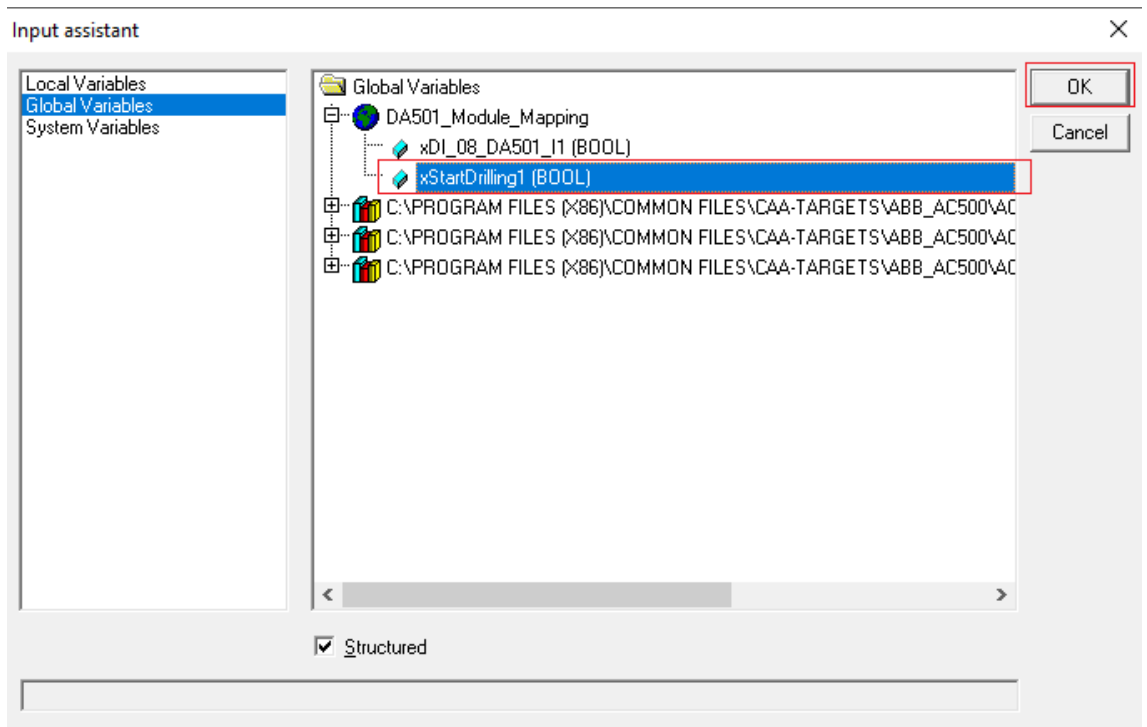 Input assistant
Local Variables
Global Variables
System Variables
Global Variables
DA501_Module_Mapping
xDI_08_DA501_I1 (BOOL)
xStartDrilling1 (BOOL)
C:\PROGRAM FILES (X86)\COMMON FILES\CAA-TARGETS\ABB_AC500\AC
C:\PROGRAM FILES (X86)\COMMON FILES\CAA-TARGETS\ABB_AC500\AC
C:\PROGRAM FILES (X86)\COMMON FILES\CAA-TARGETS\ABB_AC500\AC
OK
Cancel
Structured